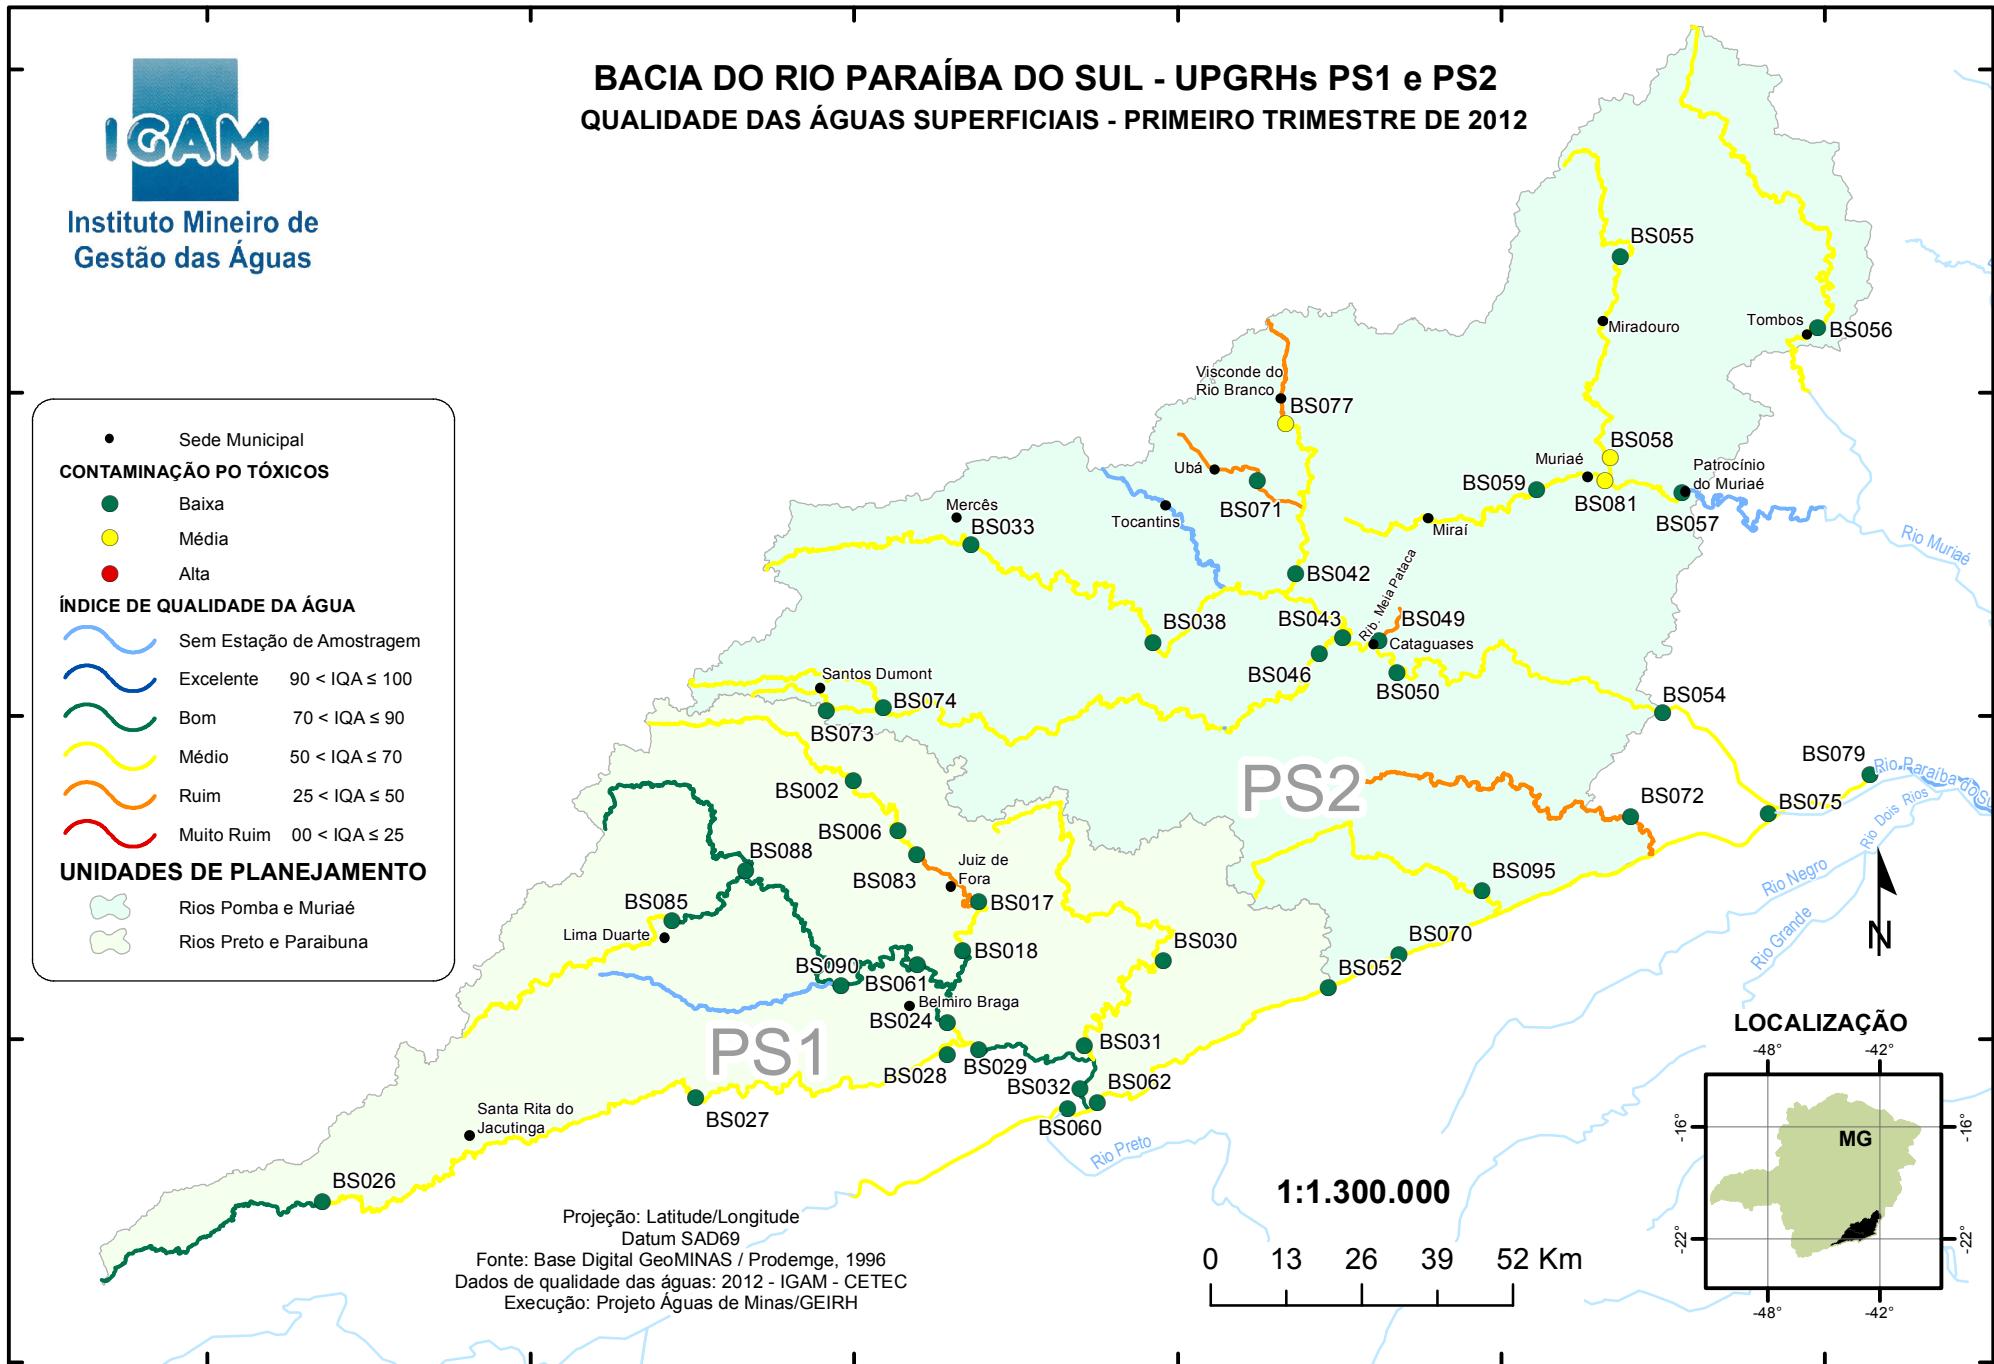 BACIA DO RIO PARAÍBA DO SUL - UPGRHs PS1 e PS2
QUALIDADE DAS ÁGUAS SUPERFICIAIS - PRIMEIRO TRIMESTRE DE 2012
IGAM
Instituto Mineiro de
Gestão das Águas
Sede Municipal
CONTAMINAÇÃO PO TÓXICOS
Baixa
Média
Alta
ÍNDICE DE QUALIDADE DA ÁGUA
Sem Estação de Amostragem
Excelente 90 < IQA ≤ 100
Bom 70 < IQA ≤ 90
Médio 50 < IQA ≤ 70
Ruim 25 < IQA ≤ 50
Muito Ruim 00 < IQA ≤ 25
UNIDADES DE PLANEJAMENTO
Rios Pomba e Muriaé
Rios Preto e Paraibuna
BS055
Miradouro
Tombos
BS056
Visconde do
Rio Branco
BS077
BS058
Muriaé
Patrocínio
do Muriaé
Ubá
BS059
BS081
BS071
BS057
Mercês
BS033
Tocantins
Miraí
Rio Muriaé
BS042
Rib. Meia Pataca
BS038
BS043
BS049
Cataguases
BS046
BS050
Santos Dumont
BS074
BS073
BS054
BS079
Rio Paraíba do Su
PS2
BS002
BS072
BS075
Rio Dois Rios
BS006
BS088
Juiz de
Fora
BS083
BS095
Rio Negro
BS085
BS017
Lima Duarte
Rio Grande
N
BS030
BS070
BS018
BS090
BS061
BS052
Belmiro Braga
BS024
PS1
BS031
BS029
BS028
BS032
BS062
BS027
BS060
Santa Rita do
Jacutinga
Rio Preto
BS026
LOCALIZAÇÃO
-48° -42°
-16° -16°
MG
-22° -22°
-48° -42°
1:1.300.000
0 13 26 39 52 Km
Projeção: Latitude/Longitude
Datum SAD69
Fonte: Base Digital GeoMINAS / Prodemge, 1996
Dados de qualidade das águas: 2012 - IGAM - CETEC
Execução: Projeto Águas de Minas/GEIRH